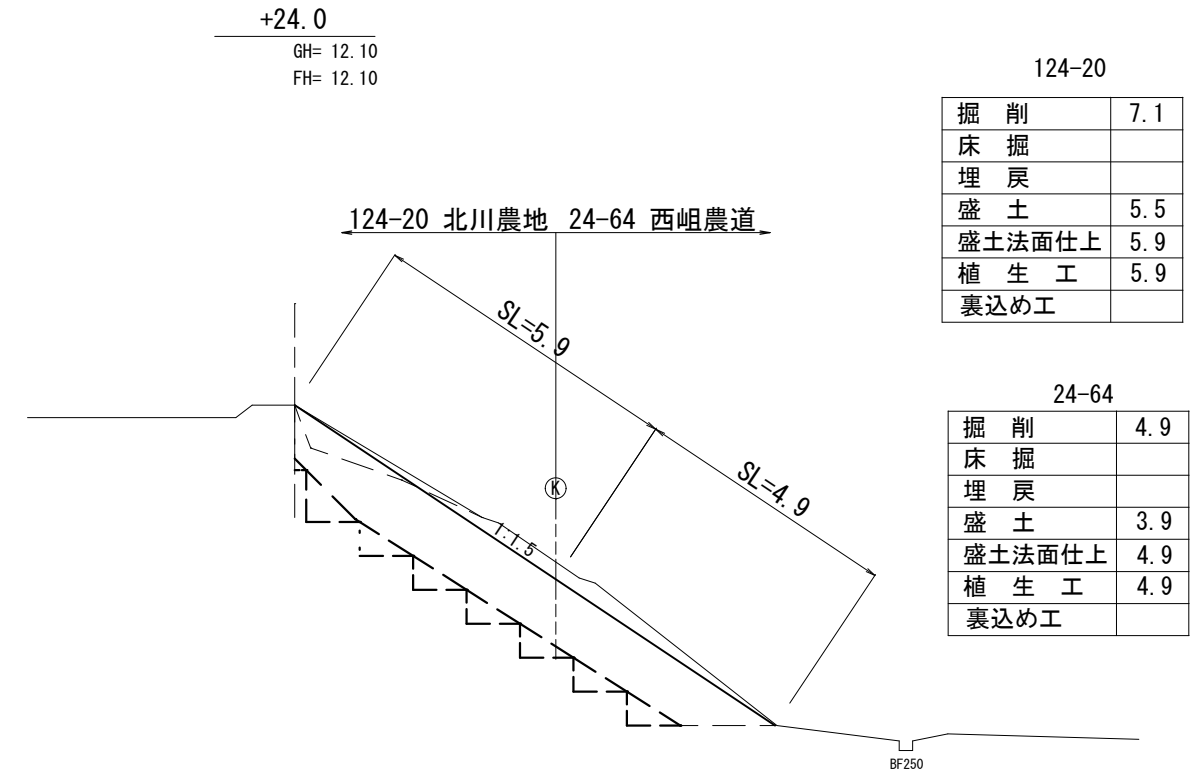 +24.0
GH= 12.10
FH= 12.10
124-20
掘 削 7.1
床 掘
埋 戻
盛 土 5.5
盛土法面仕上 5.9
植 生 工 5.9
裏込め工
124-20 北川農地 24-64 西岨農道
SL=5.9
SL=4.9
K
1:1.5
24-64
掘 削 4.9
床 掘
埋 戻
盛 土 3.9
盛土法面仕上 4.9
植 生 工 4.9
裏込め工
BF250